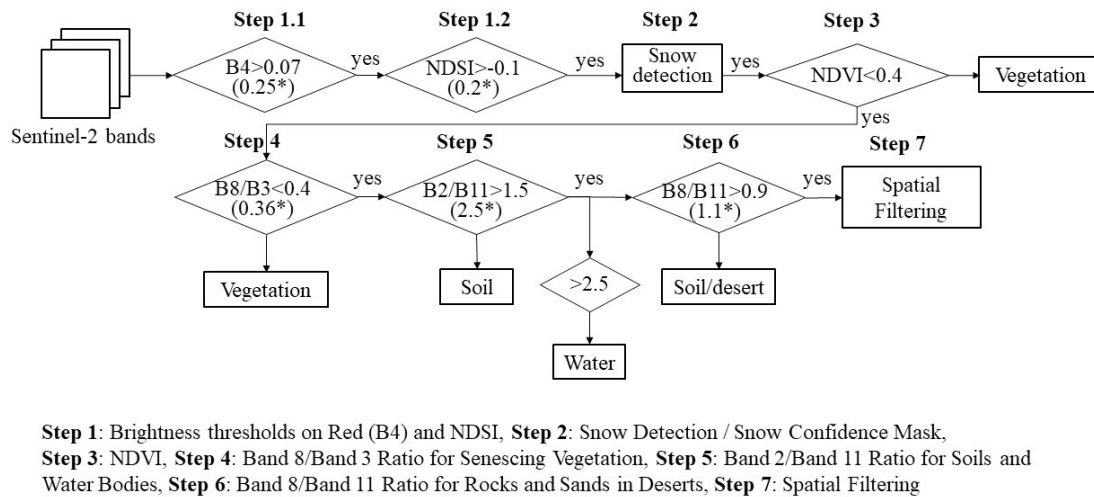 Step 1.1
Step 1.2
Step 2
Step 3
B4>0.07
(0.25*)
yes
NDSI>-0.1
(0.2*)
yes
Snow
detection
yes
NDVI<0.4
Vegetation
Sentinel-2 bands
yes
Step 4
Step 5
Step 6
Step 7
B8/B3<0.4
(0.36*)
yes
B2/B11>1.5
(2.5*)
yes
B8/B11>0.9
(1.1*)
yes
Spatial
Filtering
Vegetation
Soil
>2.5
Soil/desert
Water
Step 1: Brightness thresholds on Red (B4) and NDSI, Step 2: Snow Detection / Snow Confidence Mask,
Step 3: NDVI, Step 4: Band 8/Band 3 Ratio for Senescing Vegetation, Step 5: Band 2/Band 11 Ratio for Soils and
Water Bodies, Step 6: Band 8/Band 11 Ratio for Rocks and Sands in Deserts, Step 7: Spatial Filtering